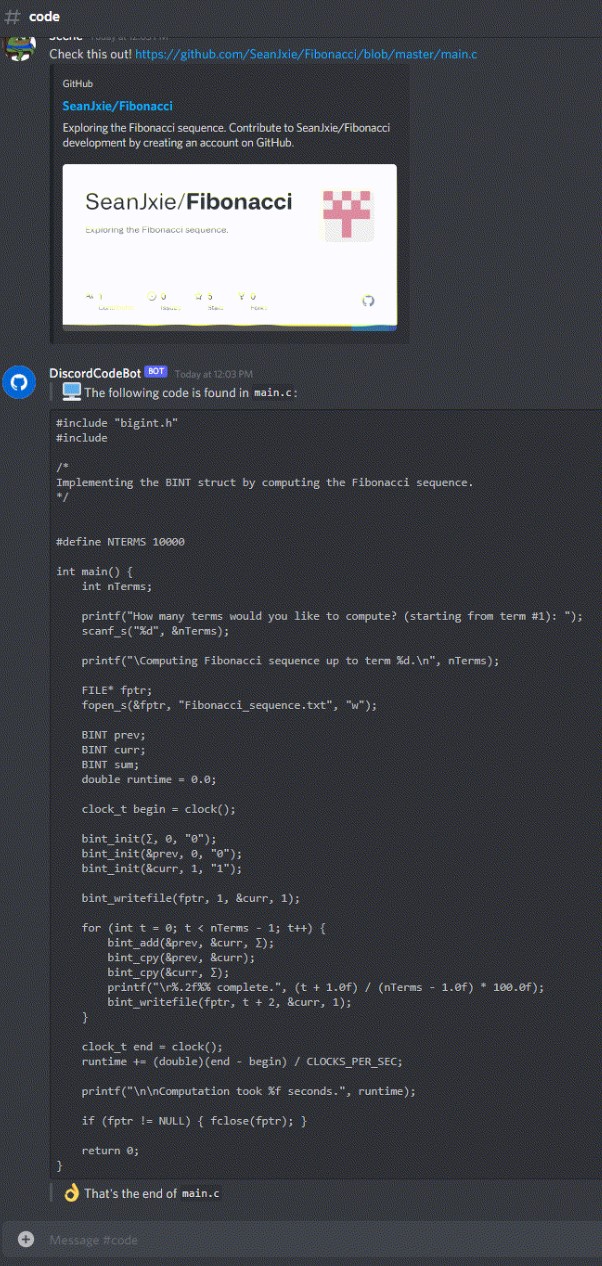 # code
Today at 12:03 PM
Check this out! https://github.com/SeanJxie/Fibonacci/blob/master/main.c
GitHub
SeanJxie/Fibonacci
Exploring the Fibonacci sequence. Contribute to SeanJxie/Fibonacci
development by creating an account on GitHub.
SeanJxie/Fibonacci
Exploring the Fibonacci sequence.
1 0 0
DiscordCodeBot BOT Today at 12:03 PM
The following code is found in main.c:
#include "bigint.h"
#include
/*
Implementing the BINT struct by computing the Fibonacci sequence.
*/
#define NTERMS 10000
int main() {
int nTerms;
printf("How many terms would you like to compute? (starting from term #1): ");
scanf_s("%d", &nTerms);
printf("\Computing Fibonacci sequence up to term %d.\n", nTerms);
FILE* fptr;
fopen_s(&fptr, "Fibonacci_sequence.txt", "w");
BINT prev;
BINT curr;
BINT sum;
double runtime = 0.0;
clock_t begin = clock();
bint_init(Σ, 0, "0");
bint_init(&prev, 0, "0");
bint_init(&curr, 1, "1");
bint_writefile(fptr, 1, &curr, 1);
for (int t = 0; t < nTerms - 1; t++) {
bint_add(&prev, &curr, Σ);
bint_cpy(&prev, &curr);
bint_cpy(&curr, Σ);
printf("\r%.2f%% complete.", (t + 1.0f) / (nTerms - 1.0f) * 100.0f);
bint_writefile(fptr, t + 2, &curr, 1);
}
clock_t end = clock();
runtime += (double)(end - begin) / CLOCKS_PER_SEC;
printf("\n\nComputation took %f seconds.", runtime);
if (fptr != NULL) { fclose(fptr); }
return 0;
}
That's the end of main.c
Message #code